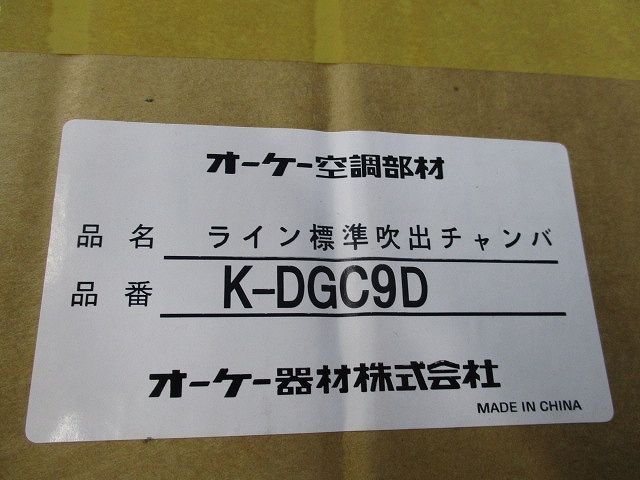 オーケー空調部材
品名 ライン標準吹出チャンバ
品番 K-DGC9D
オーケー器材株式会社
MADE IN CHINA